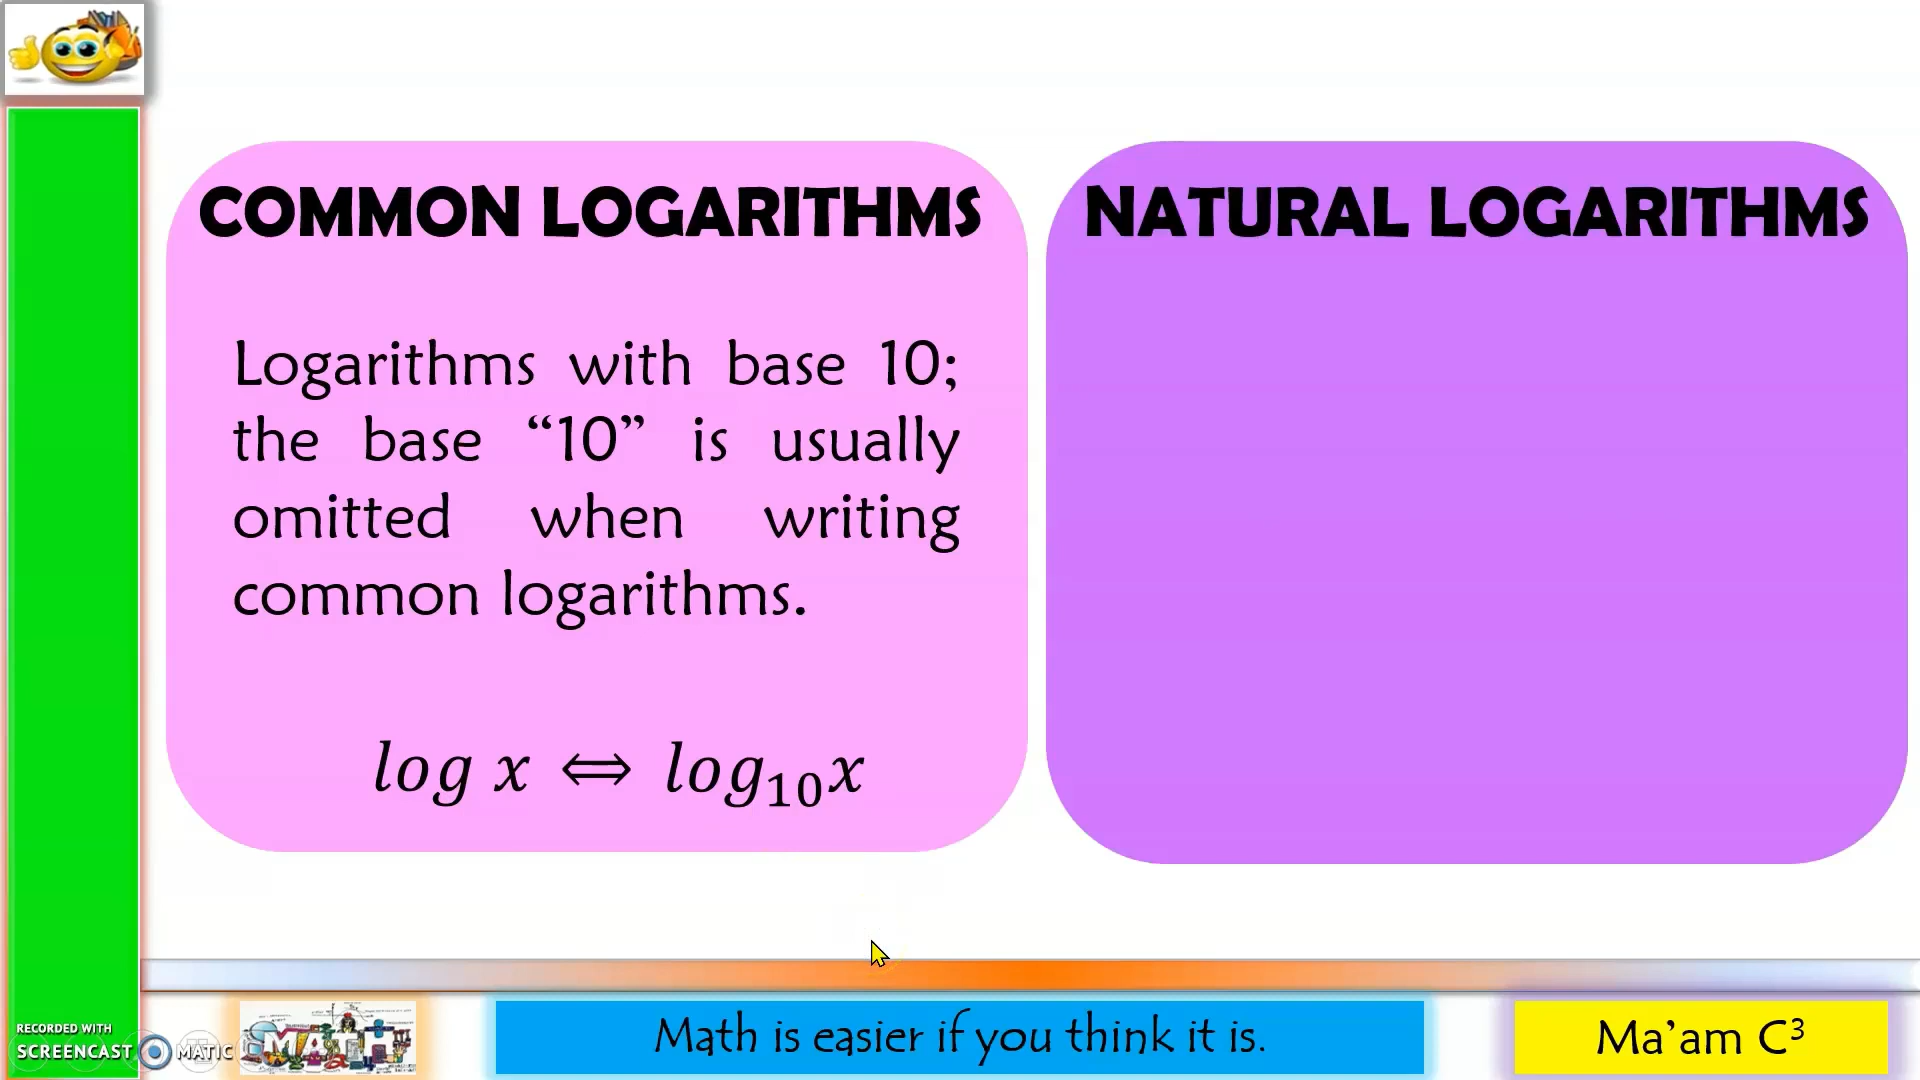 COMMON LOGARITHMS
Logarithms with base 10;
the base “10” is usually
omitted when writing
common logarithms.
log x ⇔ log₁₀x
NATURAL LOGARITHMS
RECORDED WITH
SCREENCAST MATIC
MATH
Math is easier if you think it is.
Ma’am C³